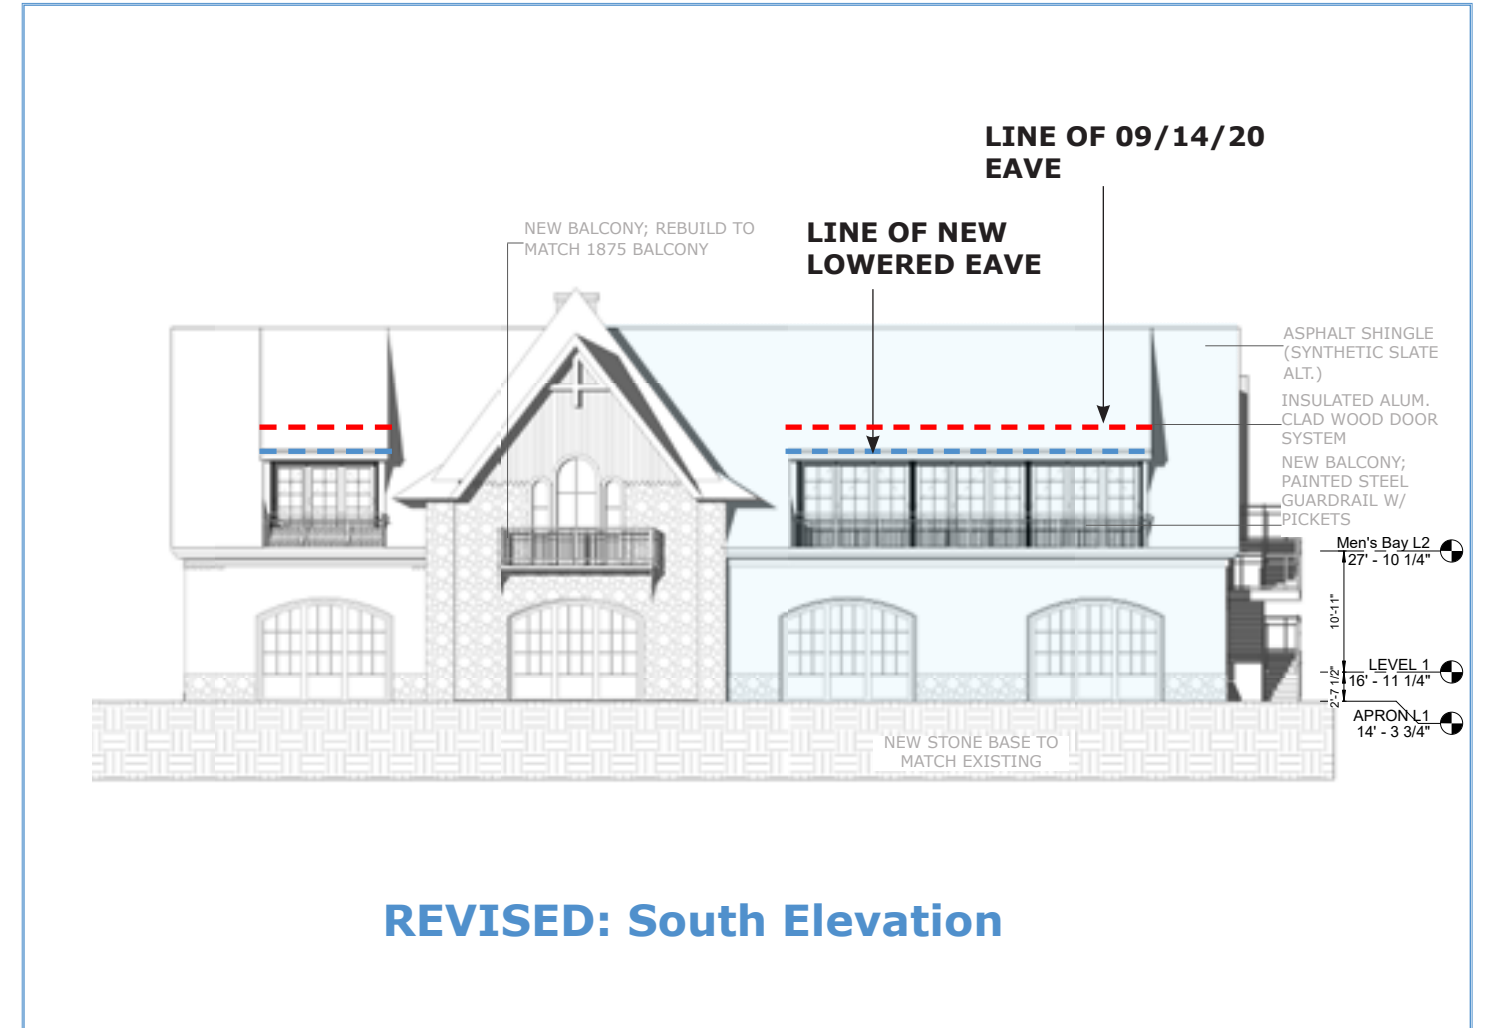 LINE OF 09/14/20
EAVE
NEW BALCONY; REBUILD TO
MATCH 1875 BALCONY
LINE OF NEW
LOWERED EAVE
ASPHALT SHINGLE
(SYNTHETIC SLATE
ALT.)
INSULATED ALUM.
CLAD WOOD DOOR
SYSTEM
NEW BALCONY;
PAINTED STEEL
GUARDRAIL W/
PICKETS
Men's Bay L2
27' - 10 1/4"
10'-11"
LEVEL 1
16' - 11 1/4"
2'-7 1/2"
APRON L1
14' - 3 3/4"
NEW STONE BASE TO
MATCH EXISTING
REVISED: South Elevation